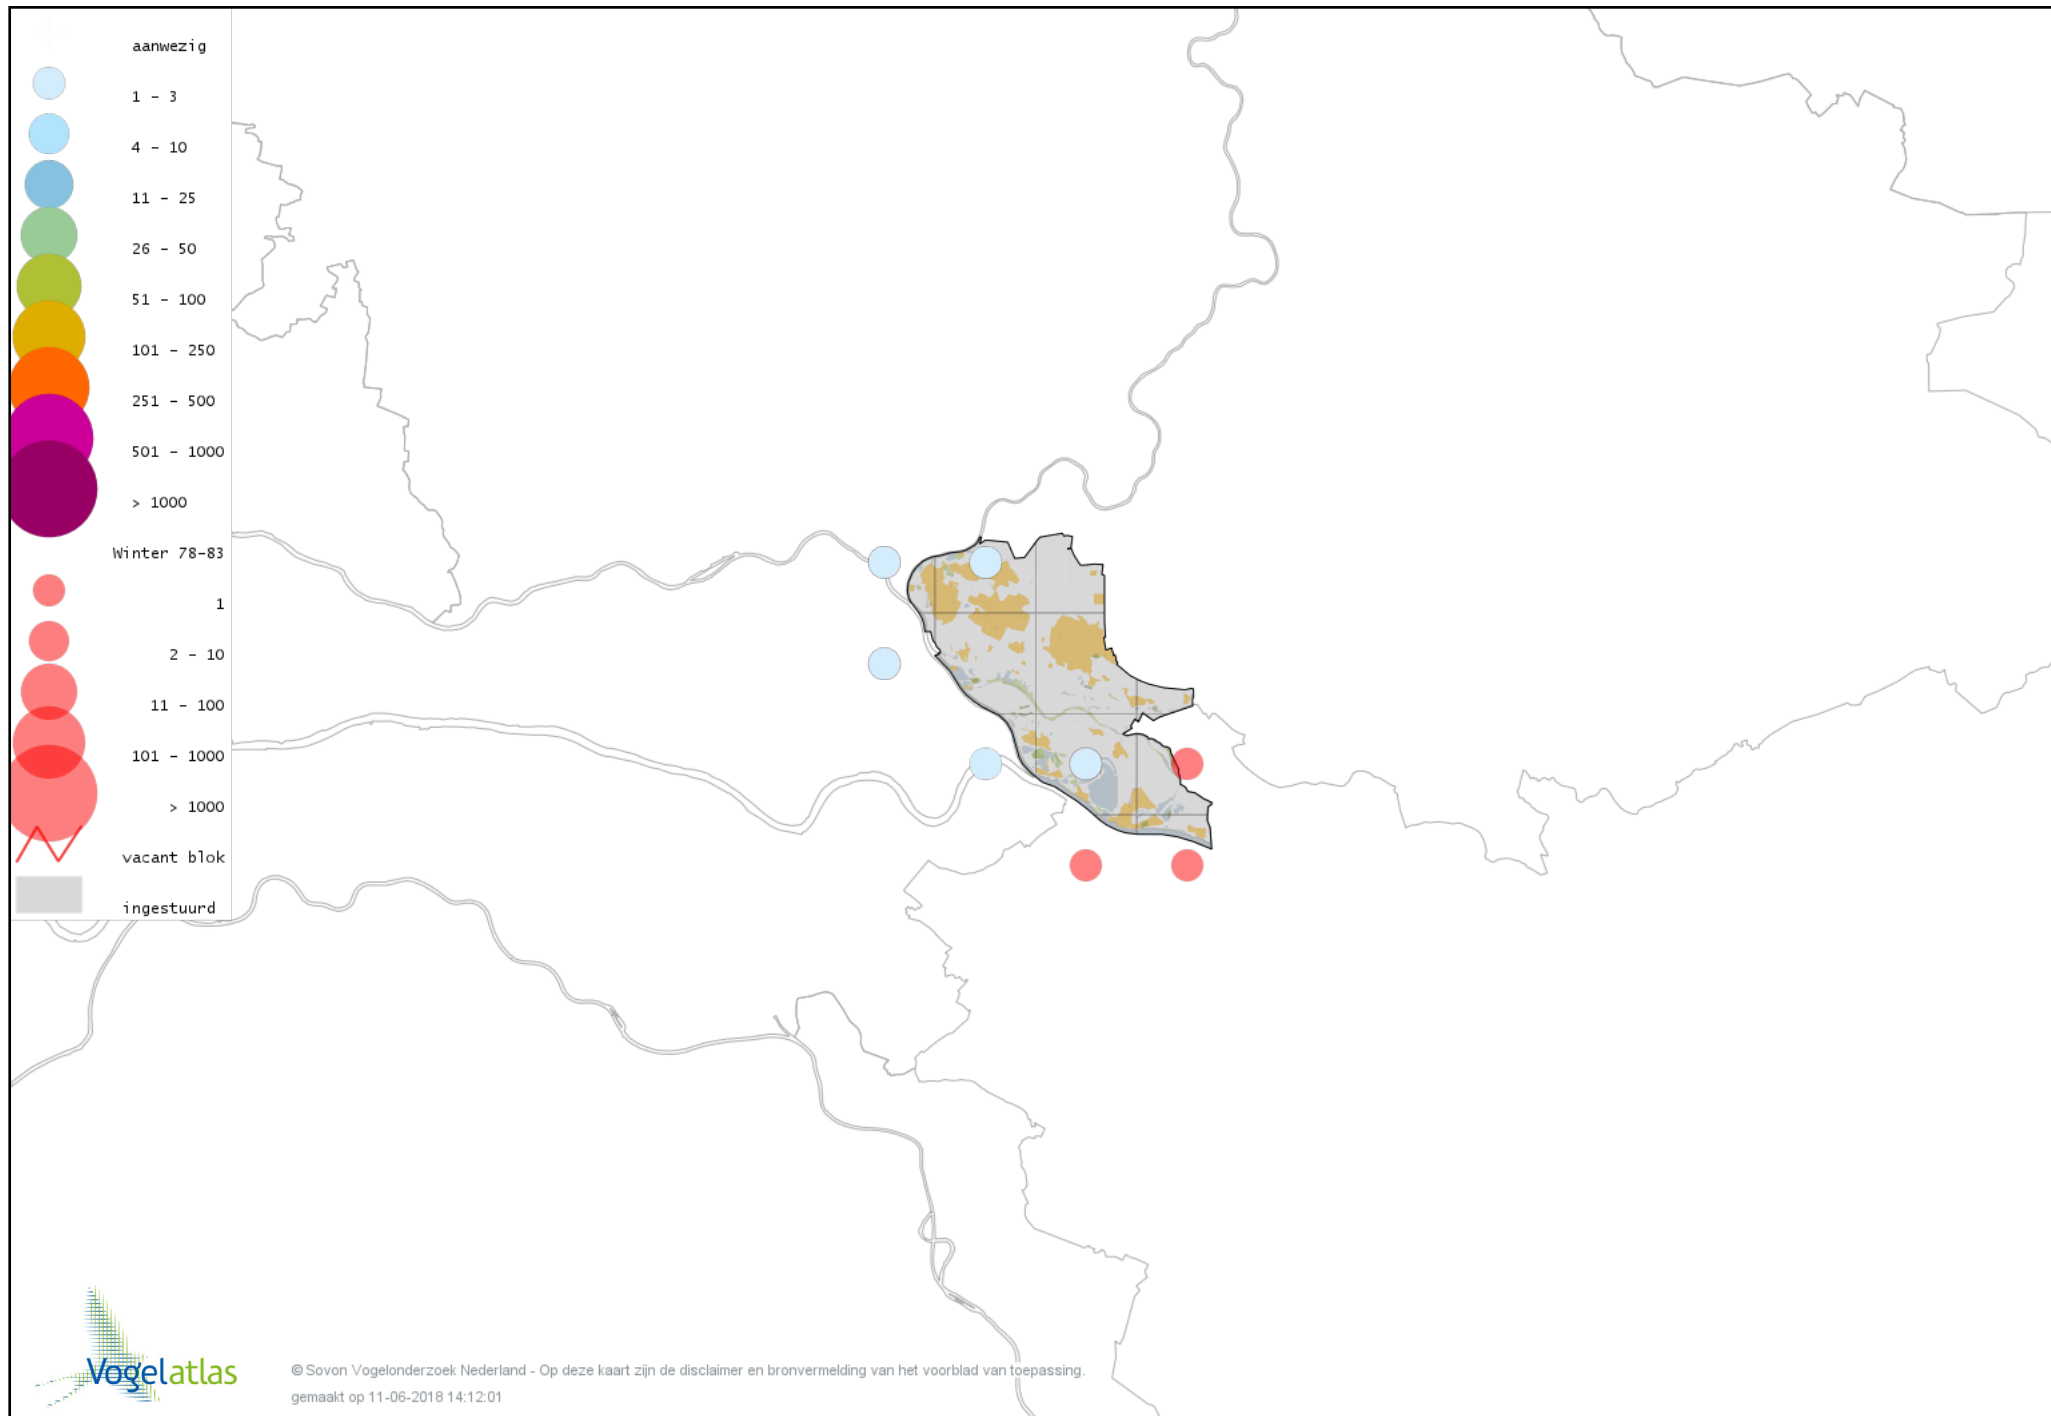 aanwezig
1 - 3
4 - 10
11 - 25
26 - 50
51 - 100
101 - 250
251 - 500
501 - 1000
> 1000
Winter 78-83
1
2 - 10
11 - 100
101 - 1000
> 1000
vacant blok
ingestuurd
Vogelatlas
© Sovon Vogelonderzoek Nederland - Op deze kaart zijn de disclaimer en bronvermelding van het voorblad van toepassing.
gemaakt op 11-06-2018 14:12:01